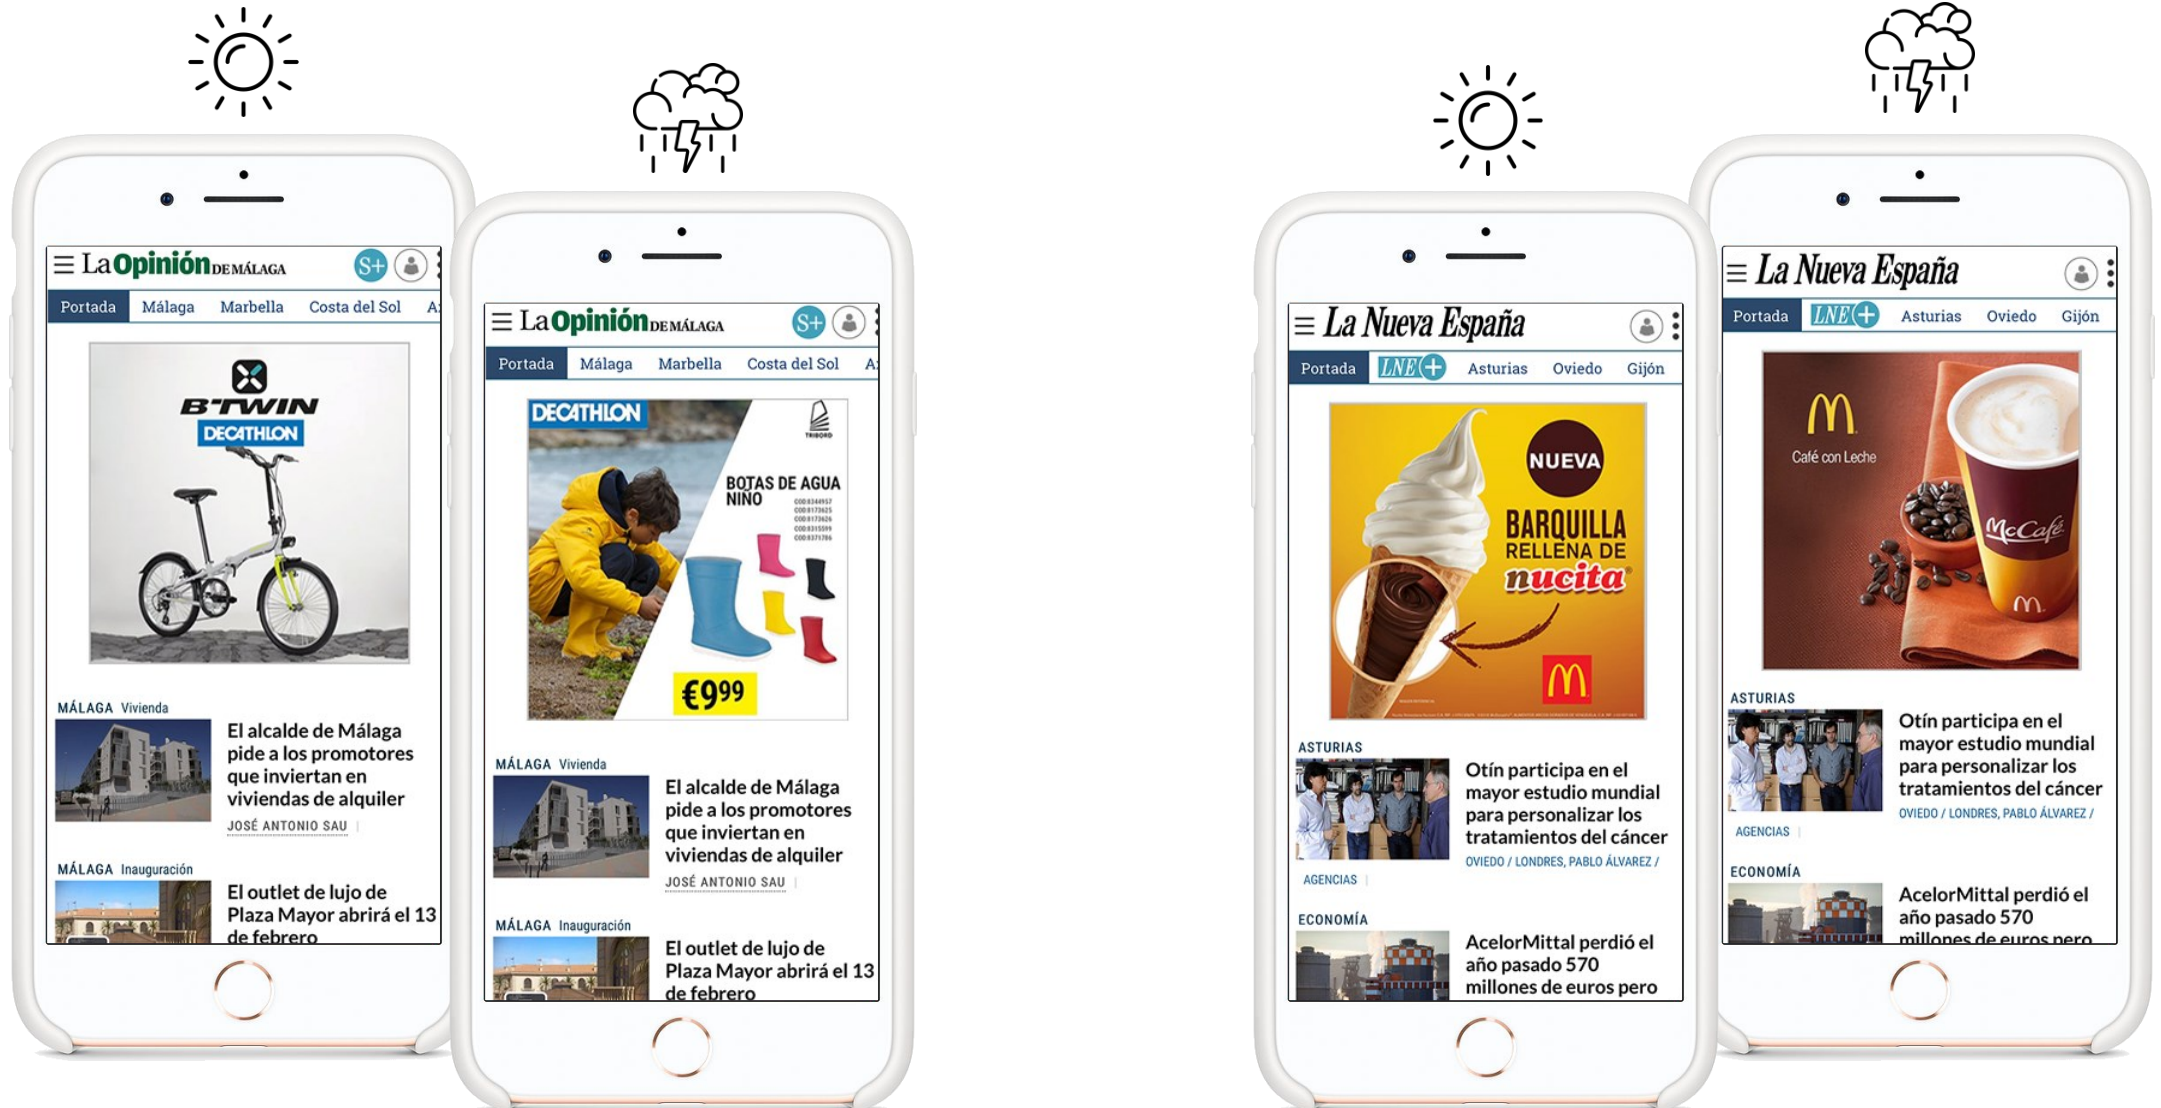 La Opinión DE MÁLAGA S+
Portada Málaga Marbella Costa del Sol
B'TWIN
DECATHLON
MÁLAGA Vivienda
El alcalde de Málaga
pide a los promotores
que inviertan en
viviendas de alquiler
JOSÉ ANTONIO SAU
MÁLAGA Inauguración
El outlet de lujo de
Plaza Mayor abrirá el 13
de febrero
La Opinión DE MÁLAGA S+
Portada Málaga Marbella Costa del Sol
DECATHLON
TRIBORD
BOTAS DE AGUA
NIÑO
€999
MÁLAGA Vivienda
El alcalde de Málaga
pide a los promotores
que inviertan en
viviendas de alquiler
JOSÉ ANTONIO SAU
MÁLAGA Inauguración
El outlet de lujo de
Plaza Mayor abrirá el 13
de febrero
La Nueva España
Portada LNE+ Asturias Oviedo Gijón
NUEVA
BARQUILLA
RELLENA DE
nucita
ASTURIAS
Otín participa en el
mayor estudio mundial
para personalizar los
tratamientos del cáncer
OVIEDO / LONDRES, PABLO ÁLVAREZ /
AGENCIAS
ECONOMÍA
AcelorMittal perdió el
año pasado 570
millones de euros pero
La Nueva España
Portada LNE+ Asturias Oviedo Gijón
M
Café con Leche
McCafé
ASTURIAS
Otín participa en el
mayor estudio mundial
para personalizar los
tratamientos del cáncer
OVIEDO / LONDRES, PABLO ÁLVAREZ /
AGENCIAS
ECONOMÍA
AcelorMittal perdió el
año pasado 570
millones de euros pero